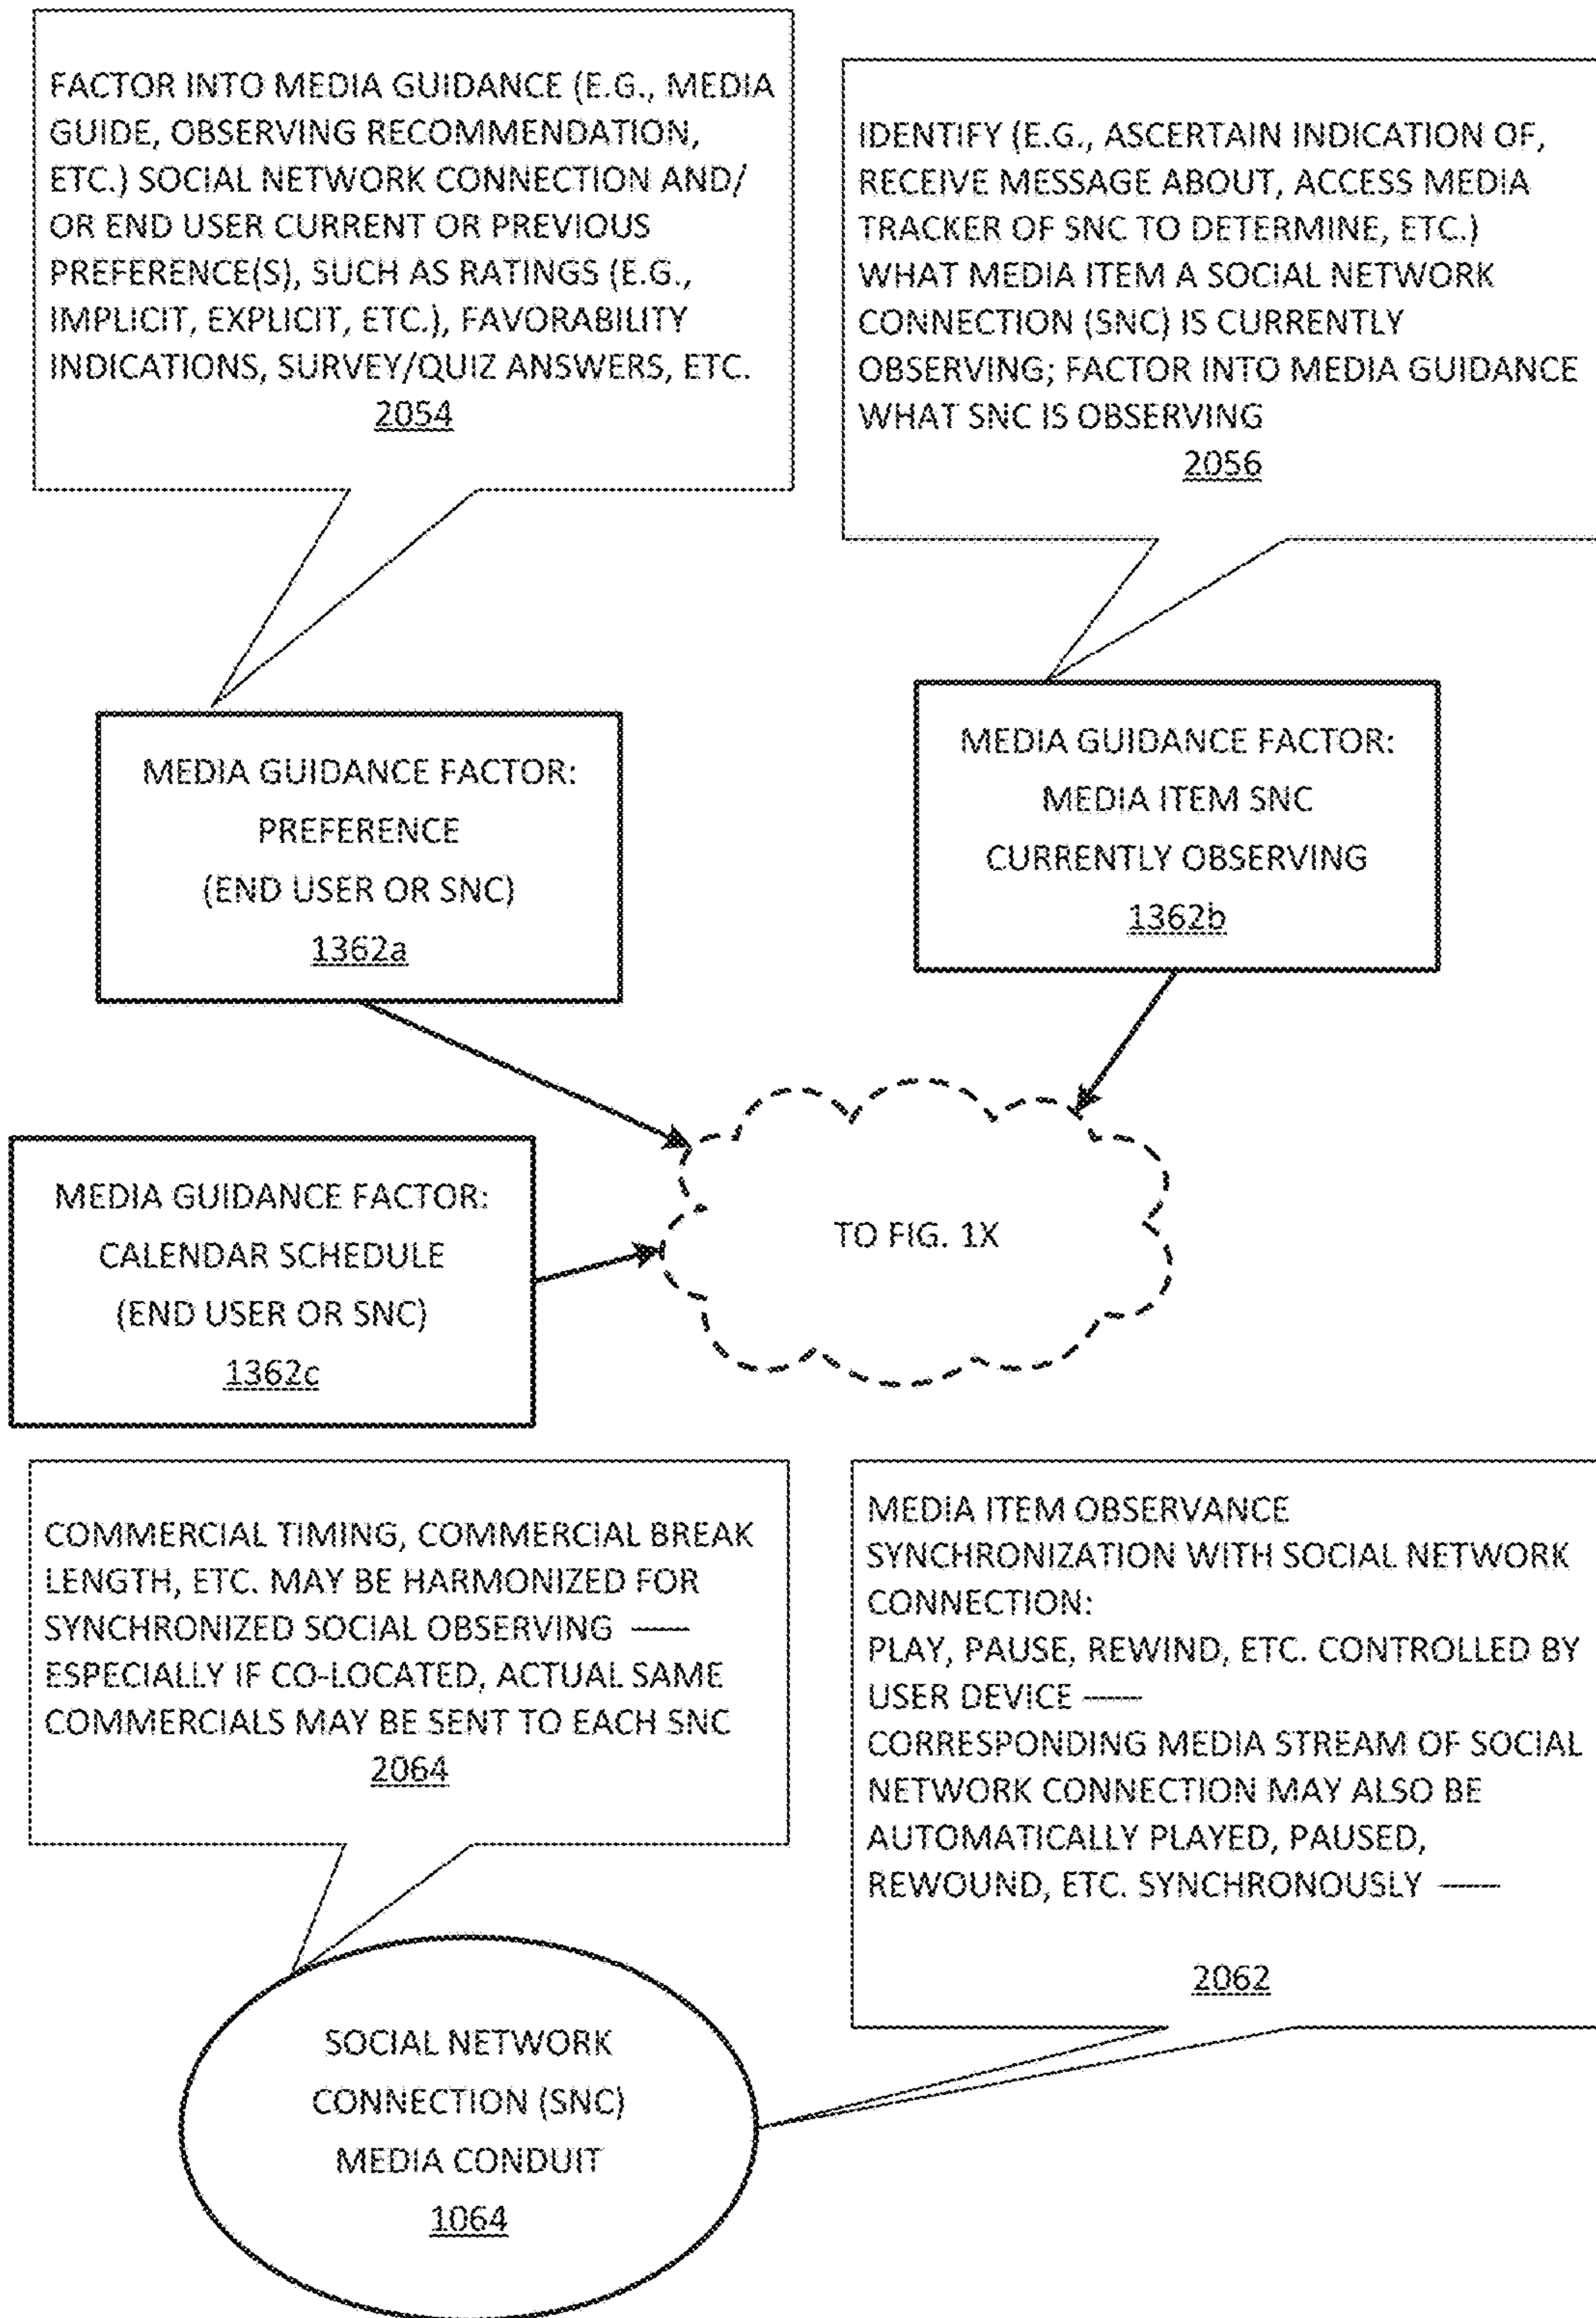 FACTOR INTO MEDIA GUIDANCE (E.G., MEDIA
GUIDE, OBSERVING RECOMMENDATION,
ETC.) SOCIAL NETWORK CONNECTION AND/
OR END USER CURRENT OR PREVIOUS
PREFERENCE(S), SUCH AS RATINGS (E.G.,
IMPLICIT, EXPLICIT, ETC.), FAVORABILITY
INDICATIONS, SURVEY/QUIZ ANSWERS, ETC.
2054
IDENTIFY (E.G., ASCERTAIN INDICATION OF,
RECEIVE MESSAGE ABOUT, ACCESS MEDIA
TRACKER OF SNC TO DETERMINE, ETC.)
WHAT MEDIA ITEM A SOCIAL NETWORK
CONNECTION (SNC) IS CURRENTLY
OBSERVING; FACTOR INTO MEDIA GUIDANCE
WHAT SNC IS OBSERVING
2056
MEDIA GUIDANCE FACTOR:
PREFERENCE
(END USER OR SNC)
1362a
MEDIA GUIDANCE FACTOR:
MEDIA ITEM SNC
CURRENTLY OBSERVING
1362b
MEDIA GUIDANCE FACTOR:
CALENDAR SCHEDULE
(END USER OR SNC)
1362c
TO FIG. 1X
COMMERCIAL TIMING, COMMERCIAL BREAK
LENGTH, ETC. MAY BE HARMONIZED FOR
SYNCHRONIZED SOCIAL OBSERVING ——
ESPECIALLY IF CO-LOCATED, ACTUAL SAME
COMMERCIALS MAY BE SENT TO EACH SNC
2064
MEDIA ITEM OBSERVANCE
SYNCHRONIZATION WITH SOCIAL NETWORK
CONNECTION:
PLAY, PAUSE, REWIND, ETC. CONTROLLED BY
USER DEVICE ——
CORRESPONDING MEDIA STREAM OF SOCIAL
NETWORK CONNECTION MAY ALSO BE
AUTOMATICALLY PLAYED, PAUSED,
REWOUND, ETC. SYNCHRONOUSLY ——
2062
SOCIAL NETWORK
CONNECTION (SNC)
MEDIA CONDUIT
1064